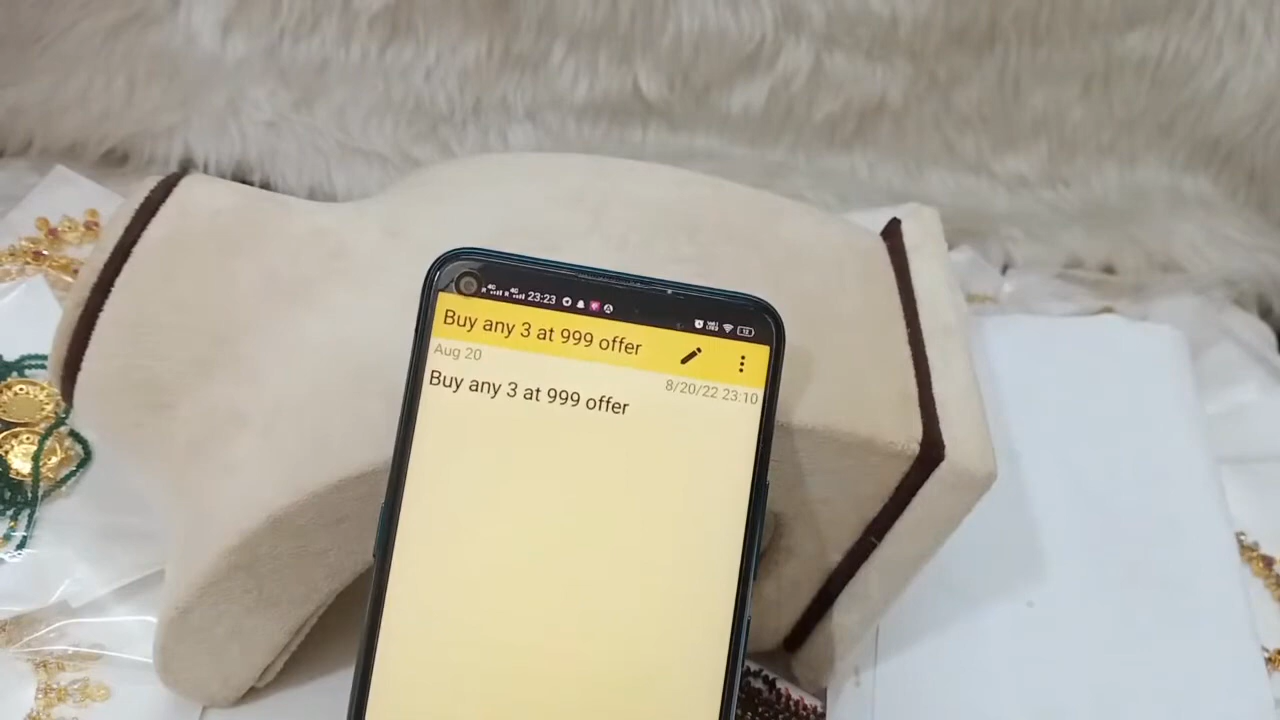 23:23
Buy any 3 at 999 offer
Aug 20
8/20/22 23:10
Buy any 3 at 999 offer